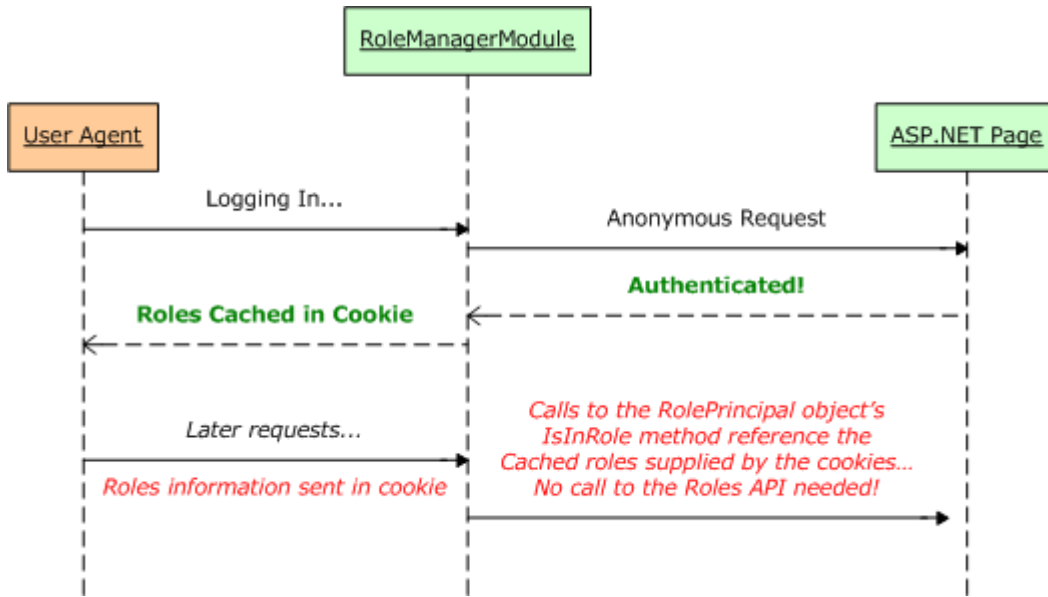 RoleManagerModule
User Agent
ASP.NET Page
Logging In...
Anonymous Request
Authenticated!
Roles Cached in Cookie
Later requests...
Roles information sent in cookie
Calls to the RolePrincipal object’s
IsInRole method reference the
Cached roles supplied by the cookies…
No call to the Roles API needed!